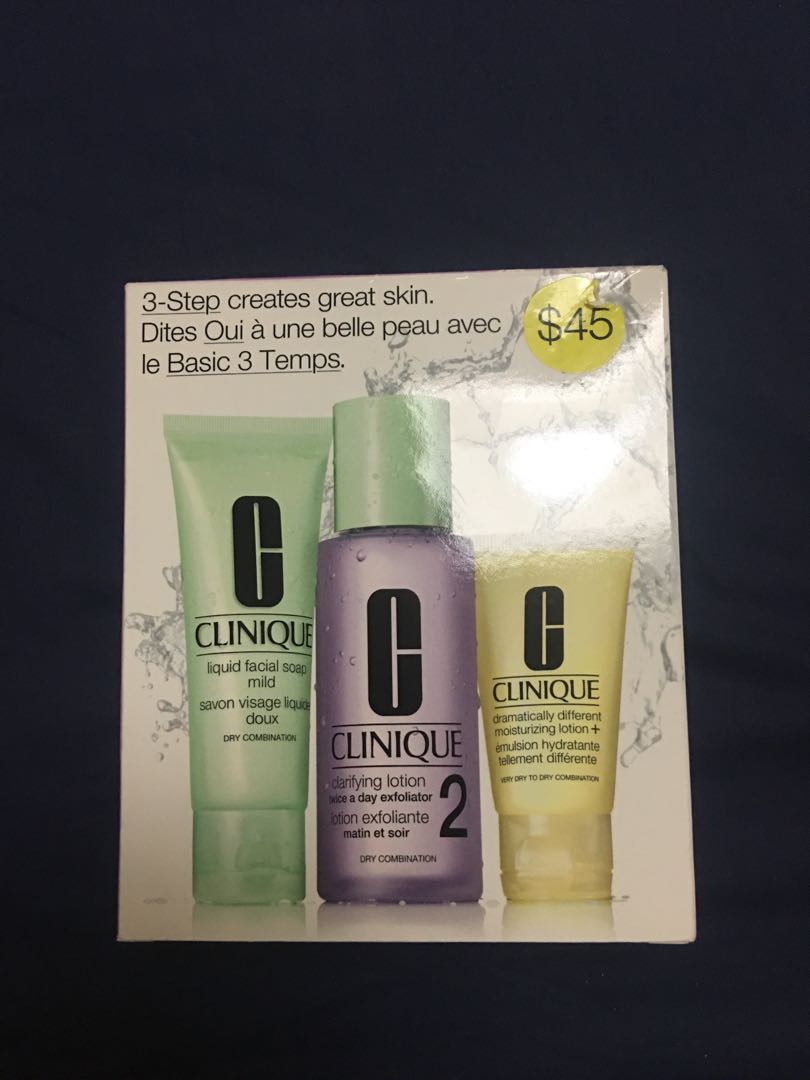 3-Step creates great skin.
Dites Oui à une belle peau avec
le Basic 3 Temps.
$45
C
CLINIQUE
liquid facial soap
mild
savon visage liquide
doux
DRY COMBINATION
C
CLINIQUE
clarifying lotion
twice a day exfoliator
lotion exfoliante
matin et soir
2
DRY COMBINATION
C
CLINIQUE
dramatically different
moisturizing lotion +
émulsion hydratante
tellement différente
VERY DRY TO DRY COMBINATION